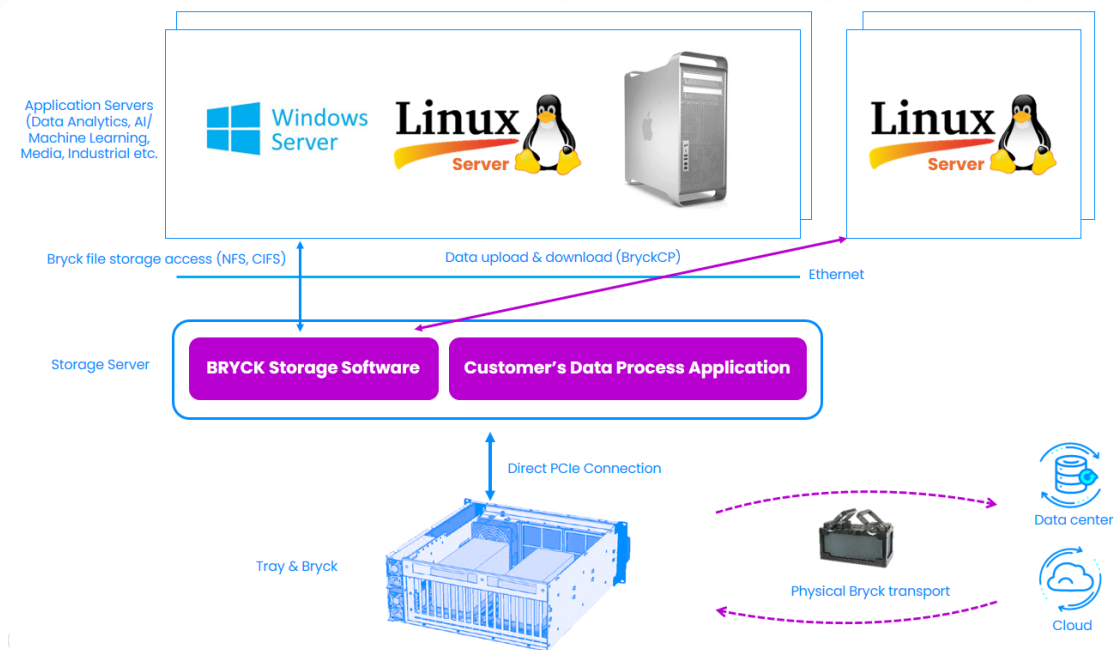 Application Servers
(Data Analytics, AI/
Machine Learning,
Media, Industrial etc.
Windows
Server
Linux
Server
Linux
Server
Bryck file storage access (NFS, CIFS)
Data upload & download (BryckCP)
Ethernet
Storage Server
BRYCK Storage Software
Customer’s Data Process Application
Direct PCIe Connection
Tray & Bryck
Physical Bryck transport
Data center
Cloud